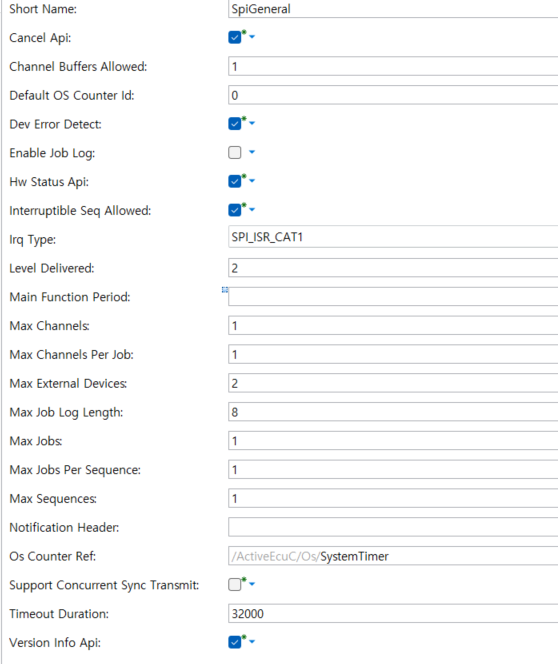 Short Name: SpiGeneral
Cancel Api:
Channel Buffers Allowed: 1
Default OS Counter Id: 0
Dev Error Detect:
Enable Job Log:
Hw Status Api:
Interruptible Seq Allowed:
Irq Type: SPI_ISR_CAT1
Level Delivered: 2
Main Function Period:
Max Channels: 1
Max Channels Per Job: 1
Max External Devices: 2
Max Job Log Length: 8
Max Jobs: 1
Max Jobs Per Sequence: 1
Max Sequences: 1
Notification Header:
Os Counter Ref: /ActiveEcuC/Os/SystemTimer
Support Concurrent Sync Transmit:
Timeout Duration: 32000
Version Info Api: